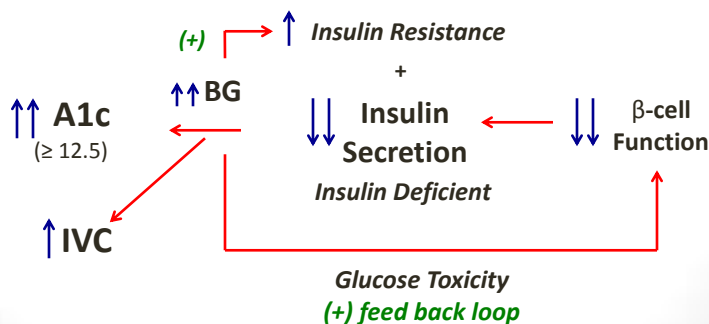 (+)
Insulin Resistance
+
BG
A1c
(≥ 12.5)
Insulin
Secretion
Insulin Deficient
β-cell
Function
IVC
Glucose Toxicity
(+) feed back loop